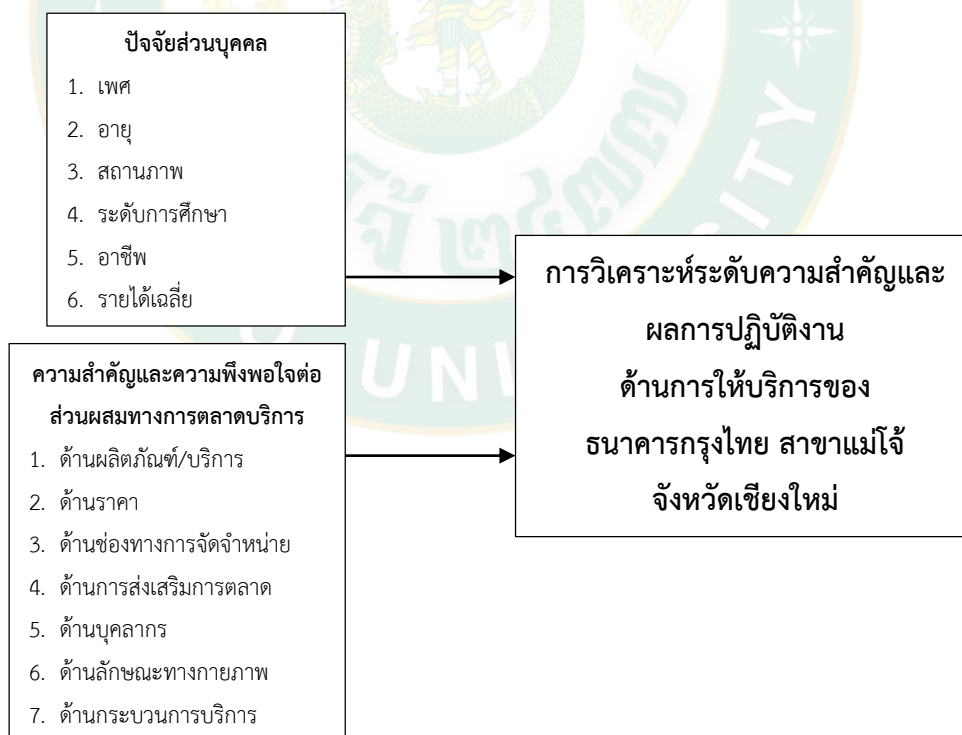 ปัจจัยส่วนบุคคล
1. เพศ
2. อายุ
3. สถานภาพ
4. ระดับการศึกษา
5. อาชีพ
6. รายได้เฉลี่ย
ความสำคัญและความพึงพอใจต่อ
ส่วนผสมทางการตลาดบริการ
1. ด้านผลิตภัณฑ์/บริการ
2. ด้านราคา
3. ด้านช่องทางการจัดจำหน่าย
4. ด้านการส่งเสริมการตลาด
5. ด้านบุคลากร
6. ด้านลักษณะทางกายภาพ
7. ด้านกระบวนการบริการ
การวิเคราะห์ระดับความสำคัญและ
ผลการปฏิบัติงาน
ด้านการให้บริการของ
ธนาคารกรุงไทย สาขาแม่โจ้
จังหวัดเชียงใหม่